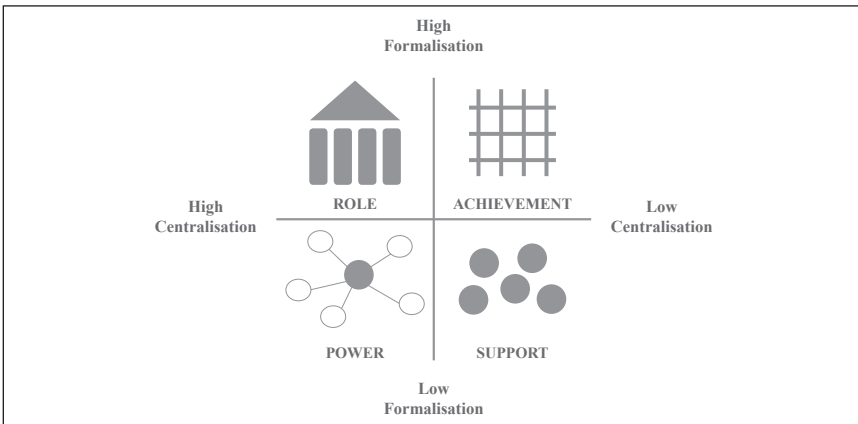 High
Formalisation
ROLE
ACHIEVEMENT
High
Centralisation
Low
Centralisation
POWER
SUPPORT
Low
Formalisation